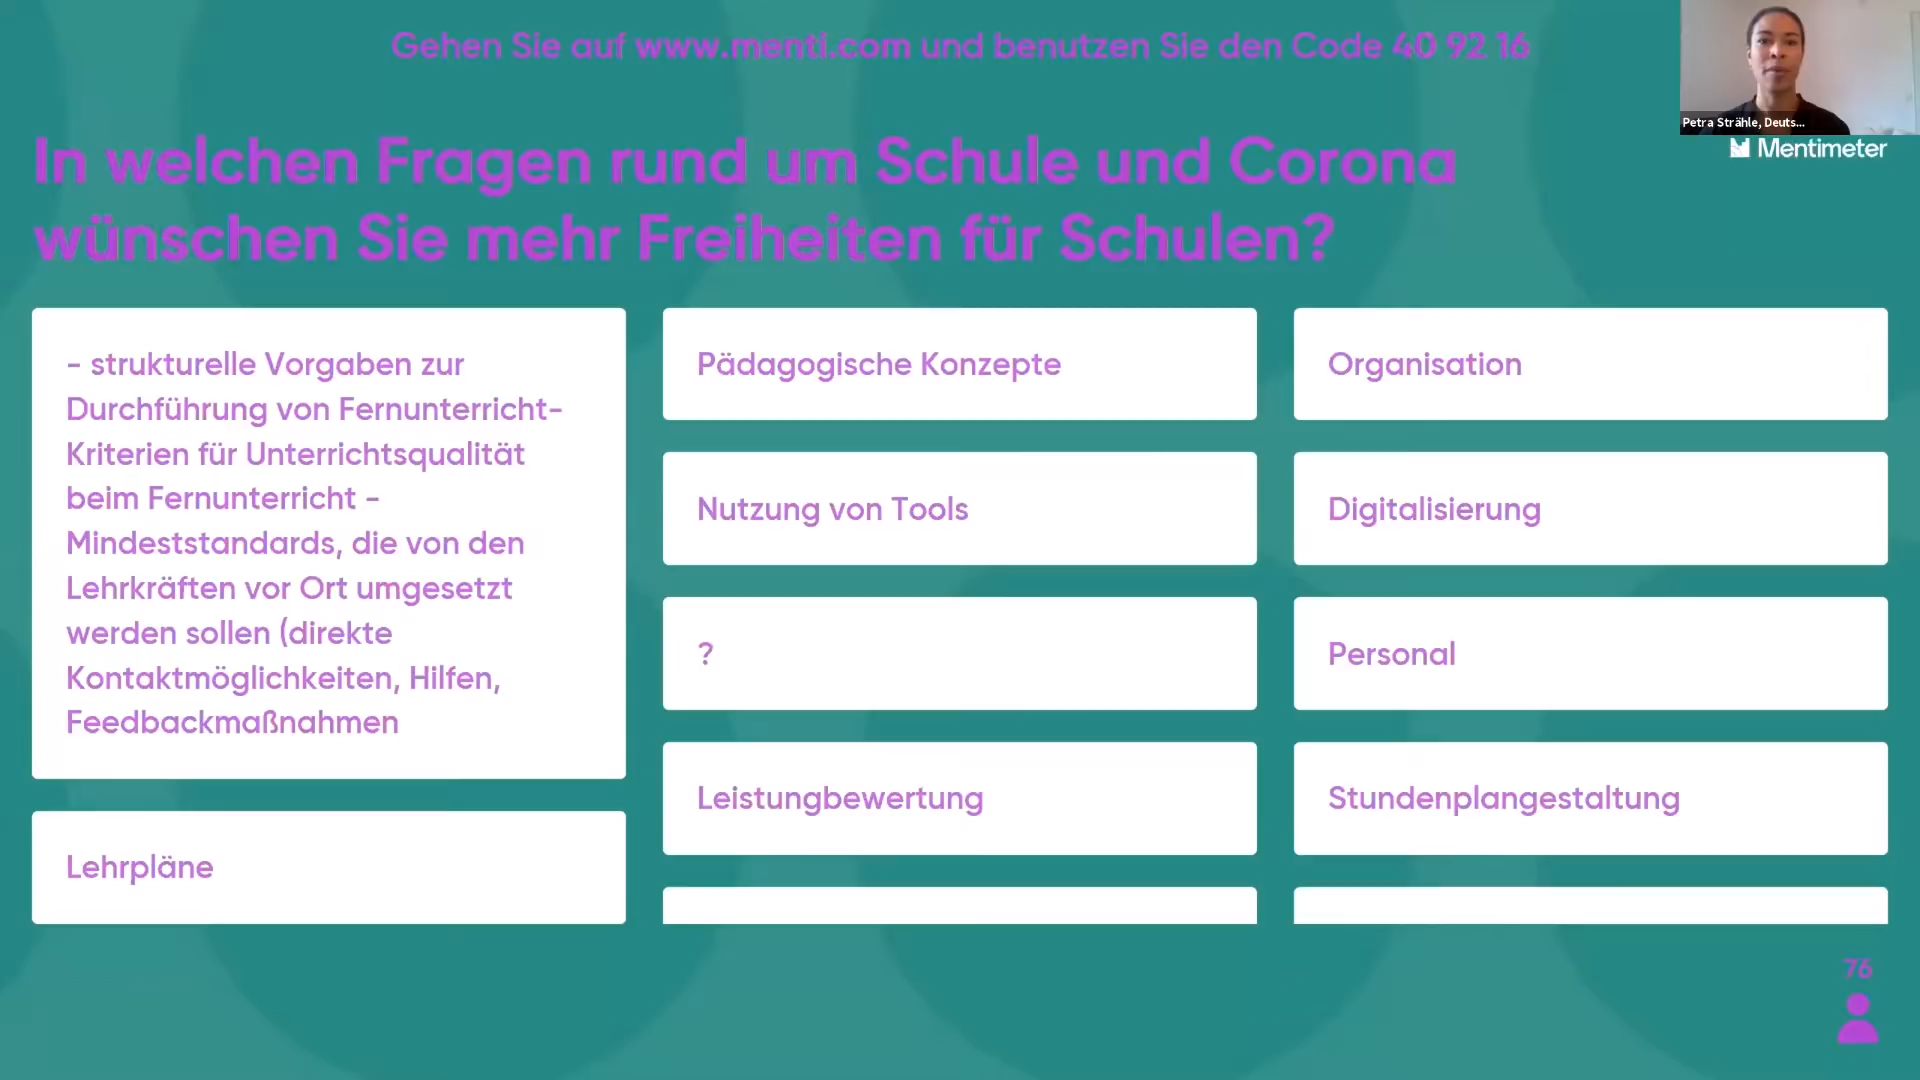 Gehen Sie auf www.menti.com und benutzen Sie den Code 40 92 16
Petra Strähle, Deuts...
Mentimeter
In welchen Fragen rund um Schule und Corona
wünschen Sie mehr Freiheiten für Schulen?
- strukturelle Vorgaben zur
Durchführung von Fernunterricht-
Kriterien für Unterrichtsqualität
beim Fernunterricht -
Mindeststandards, die von den
Lehrkräften vor Ort umgesetzt
werden sollen (direkte
Kontaktmöglichkeiten, Hilfen,
Feedbackmaßnahmen
Lehrpläne
Pädagogische Konzepte
Nutzung von Tools
?
Leistungbewertung
Organisation
Digitalisierung
Personal
Stundenplangestaltung
76